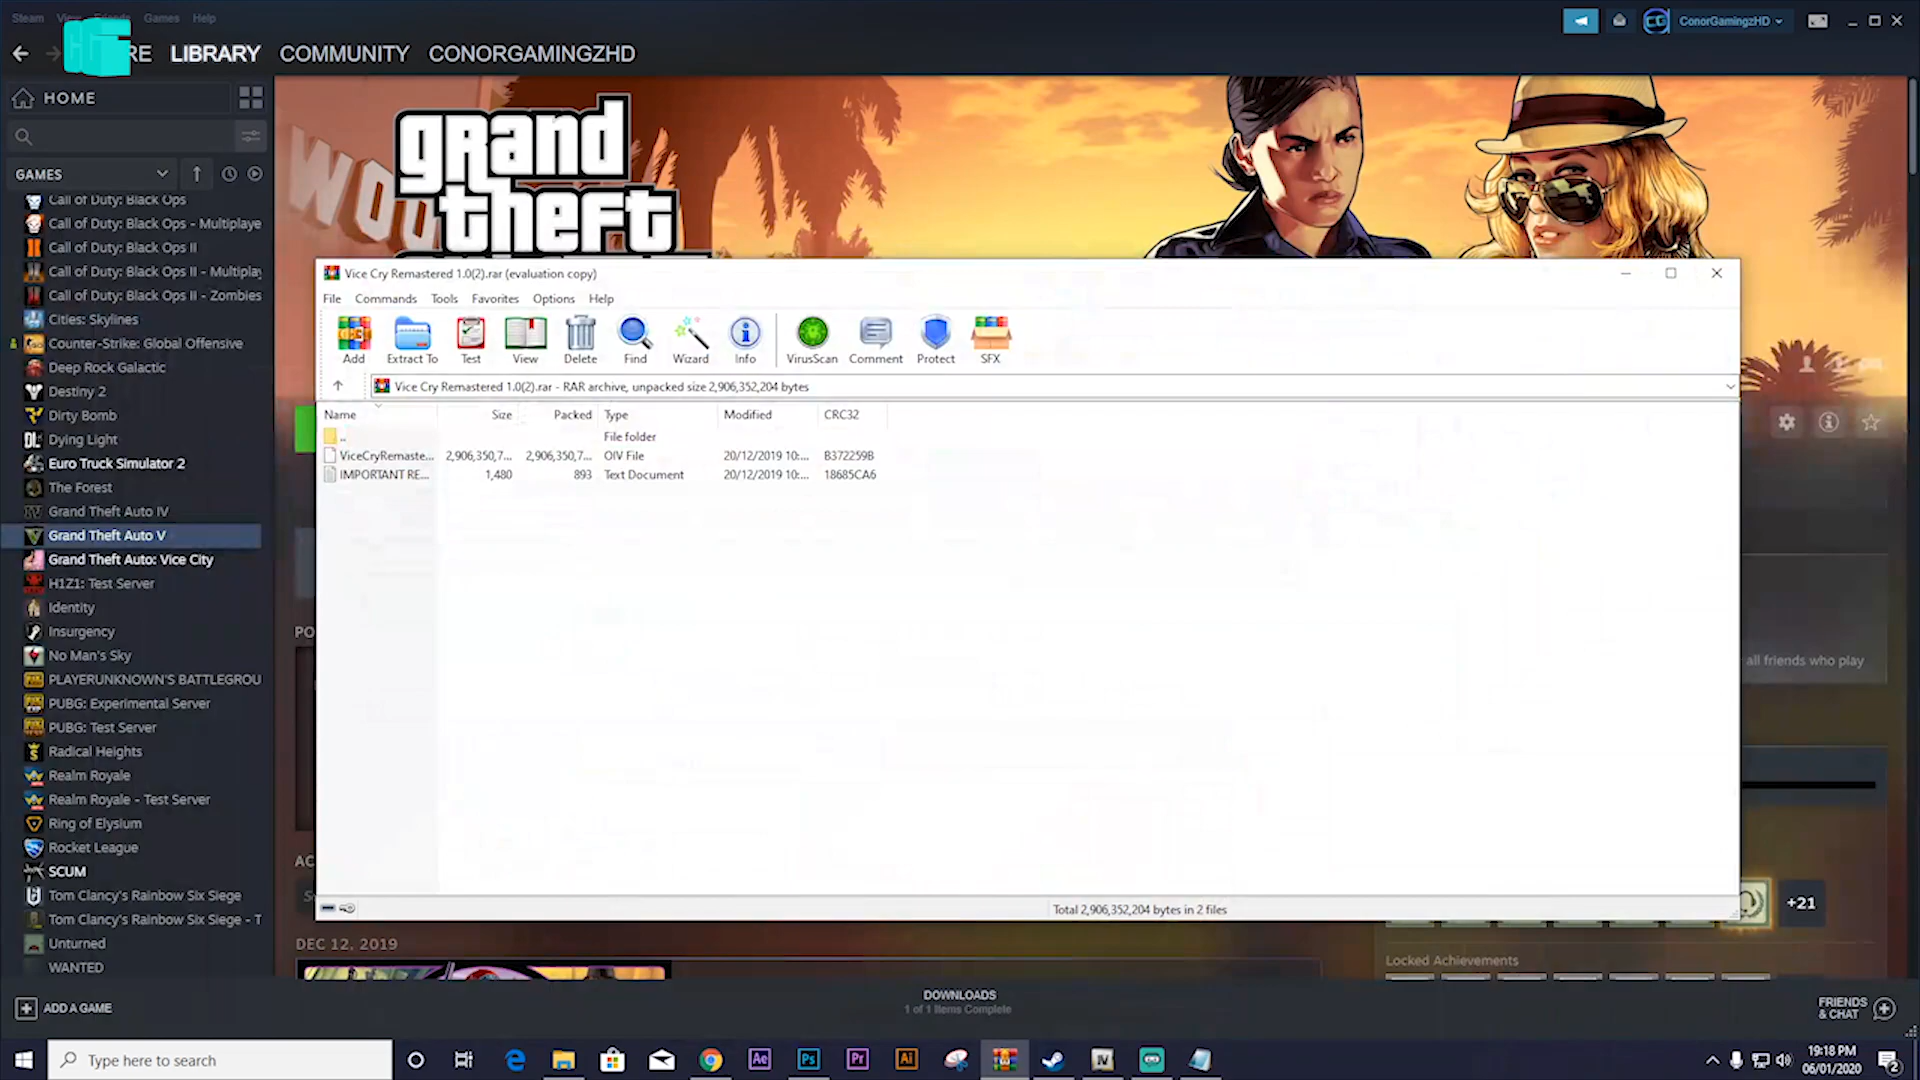 Steam View Friends Games Help
ConorGamingzHD
LIBRARY COMMUNITY CONORGAMINGZHD
HOME
GAMES
Call of Duty: Black Ops
Call of Duty: Black Ops - Multiplaye
Call of Duty: Black Ops II
Call of Duty: Black Ops II - Multipla
Call of Duty: Black Ops II - Zombies
Cities: Skylines
Counter-Strike: Global Offensive
Deep Rock Galactic
Destiny 2
Dirty Bomb
Dying Light
Euro Truck Simulator 2
The Forest
Grand Theft Auto IV
Grand Theft Auto V
Grand Theft Auto: Vice City
H1Z1: Test Server
Identity
Insurgency
No Man's Sky
PLAYERUNKNOWN'S BATTLEGROU
PUBG: Experimental Server
PUBG: Test Server
Radical Heights
Realm Royale
Realm Royale - Test Server
Ring of Elysium
Rocket League
SCUM
Tom Clancy's Rainbow Six Siege
Tom Clancy's Rainbow Six Siege - T
Unturned
WANTED
grand
theft
Vice Cry Remastered 1.0(2).rar (evaluation copy)
File Commands Tools Favorites Options Help
Add Extract To Test View Delete Find Wizard Info VirusScan Comment Protect SFX
Vice Cry Remastered 1.0(2).rar - RAR archive, unpacked size 2,906,352,204 bytes
Name Size Packed Type Modified CRC32
.. File folder
ViceCryRemaste... 2,906,350,7... 2,906,350,7... OIV File 20/12/2019 10:... B372259B
IMPORTANT RE... 1,480 893 Text Document 20/12/2019 10:... 18685CA6
Total 2,906,352,204 bytes in 2 files
all friends who play
+21
DEC 12, 2019
Locked Achievements
ADD A GAME
DOWNLOADS
1 of 1 Items Complete
FRIENDS
& CHAT
Type here to search
Ae Ps Pr Ai IV
19:18 PM
06/01/2020
2